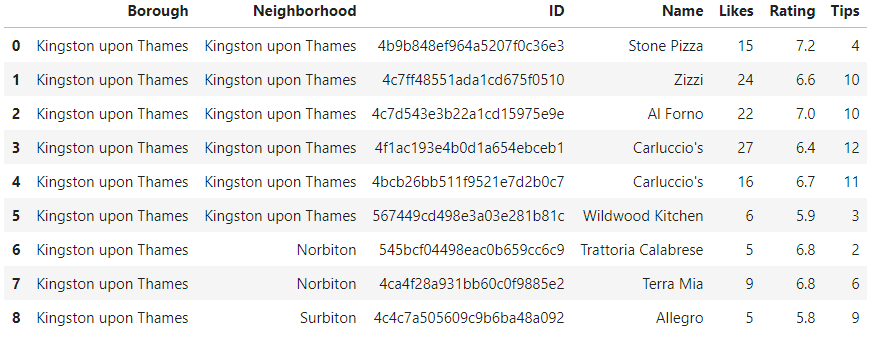 Borough Neighborhood ID Name Likes Rating Tips
0 Kingston upon Thames Kingston upon Thames 4b9b848ef964a5207f0c36e3 Stone Pizza 15 7.2 4
1 Kingston upon Thames Kingston upon Thames 4c7ff48551ada1cd675f0510 Zizzi 24 6.6 10
2 Kingston upon Thames Kingston upon Thames 4c7d543e3b22a1cd15975e9e Al Forno 22 7.0 10
3 Kingston upon Thames Kingston upon Thames 4f1ac193e4b0d1a654ebceb1 Carluccio's 27 6.4 12
4 Kingston upon Thames Kingston upon Thames 4bcb26bb511f9521e7d2b0c7 Carluccio's 16 6.7 11
5 Kingston upon Thames Kingston upon Thames 567449cd498e3a03e281b81c Wildwood Kitchen 6 5.9 3
6 Kingston upon Thames Norbiton 545bcf04498eac0b659cc6c9 Trattoria Calabrese 5 6.8 2
7 Kingston upon Thames Norbiton 4ca4f28a931bb60c0f9885e2 Terra Mia 9 6.8 6
8 Kingston upon Thames Surbiton 4c4c7a505609c9b6ba48a092 Allegro 5 5.8 9